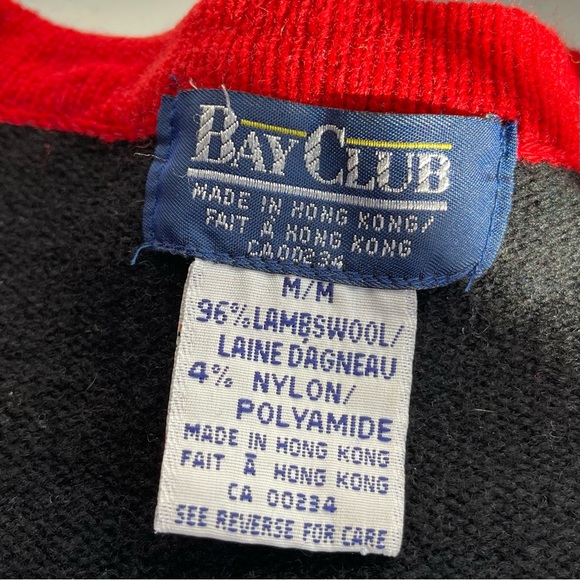 BAY CLUB
MADE IN HONG KONG/
FAIT À HONG KONG
CA00234
M/M
96% LAMBSWOOL/
LAINE DAGNEAU
4% NYLON/
POLYAMIDE
MADE IN HONG KONG
FAIT À HONG KONG
CA 00234
SEE REVERSE FOR CARE